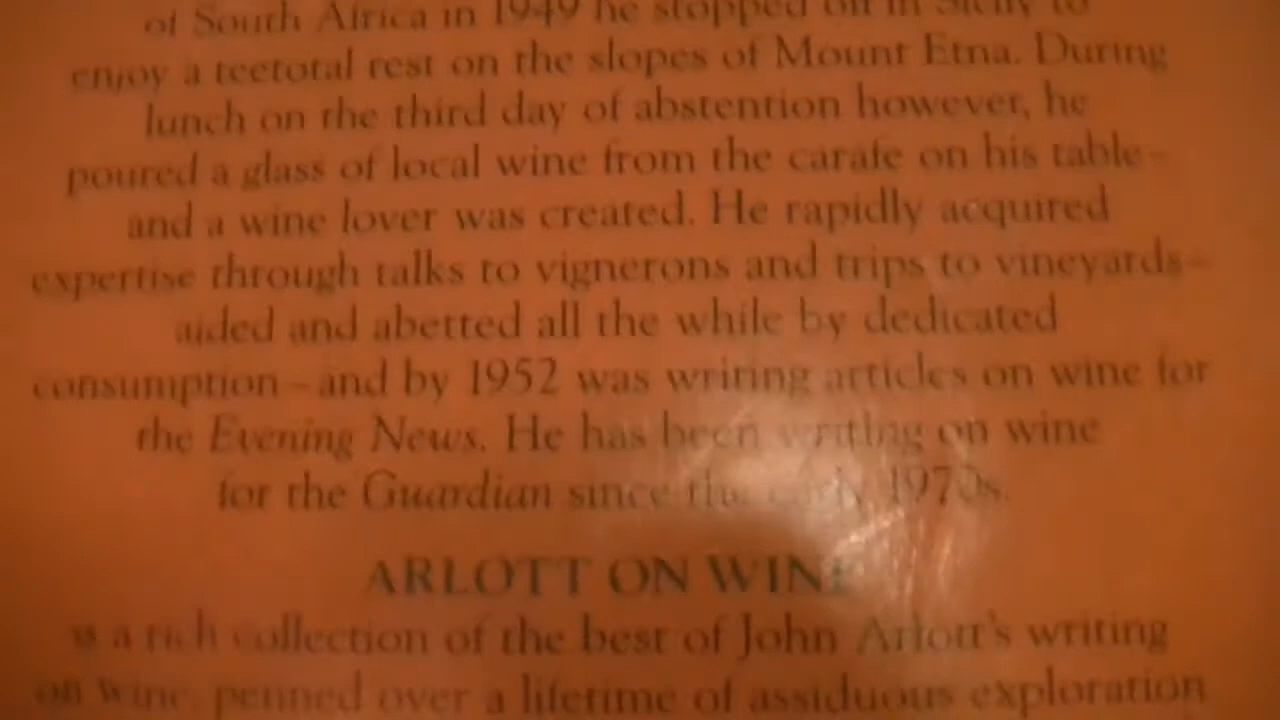 of South Africa in 1949 he stopped off in Sicily to
enjoy a teetotal rest on the slopes of Mount Etna. During
lunch on the third day of abstention however, he
poured a glass of local wine from the carafe on his table –
and a wine lover was created. He rapidly acquired
expertise through talks to vignerons and trips to vineyards –
aided and abetted all the while by dedicated
consumption – and by 1952 was writing articles on wine for
the Evening News. He has been writing on wine
for the Guardian since the early 1970s.
ARLOTT ON WINE
is a rich collection of the best of John Arlott's writing
on wine, penned over a lifetime of assiduous exploration